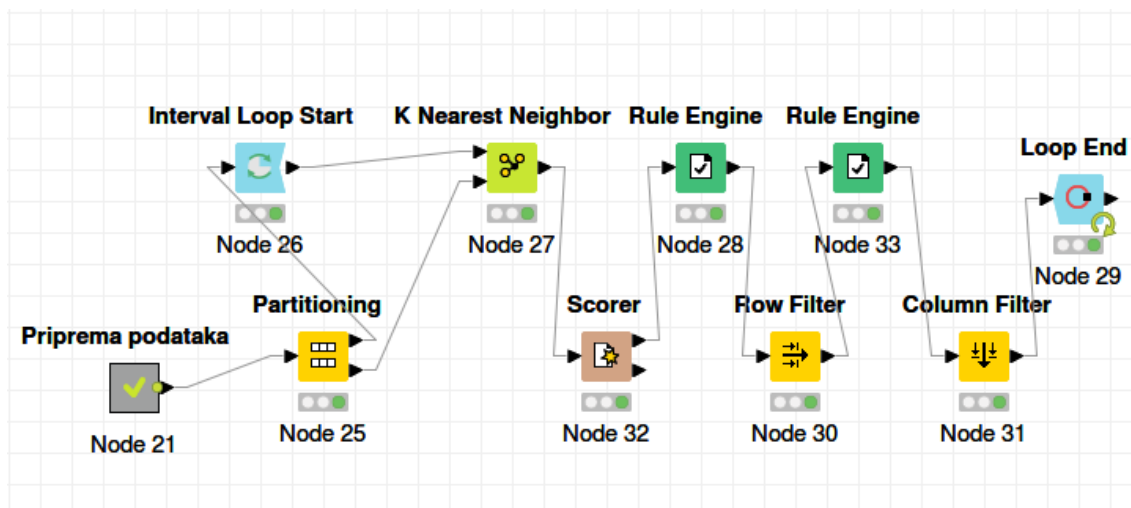 Interval Loop Start
K Nearest Neighbor
Rule Engine
Rule Engine
Loop End
Node 26
Node 27
Node 28
Node 33
Node 29
Priprema podataka
Partitioning
Scorer
Row Filter
Column Filter
Node 21
Node 25
Node 32
Node 30
Node 31